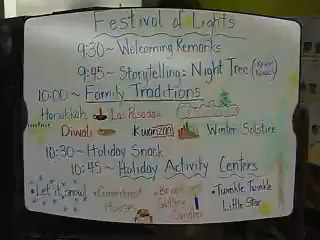 Festival of Lights
9:30 ~ Welcoming Remarks
9:45 ~ Storytelling: Night Tree (Kevin
10:00 ~ Family Traditions
Hanukkah Las Posadas
Diwali Kwanzaa Winter Solstice
10:30 ~ Holiday Snack
10:45 ~ Holiday Activity Centers
• Let it snow! • Gingerbread • Twinkle Twinkle
Houses Candles Little Star